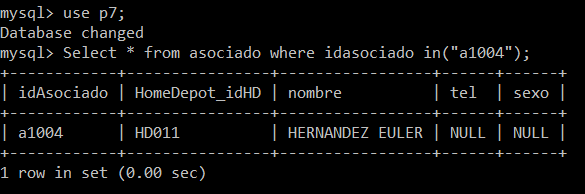 mysql> use p7;
Database changed
mysql> Select * from asociado where idasociado in("a1004");
+------------+----------------+-----------------+------+------+
| idAsociado | HomeDepot_idHD | nombre          | tel  | sexo |
+------------+----------------+-----------------+------+------+
| a1004      | HD011          | HERNANDEZ EULER | NULL | NULL |
+------------+----------------+-----------------+------+------+
1 row in set (0.00 sec)